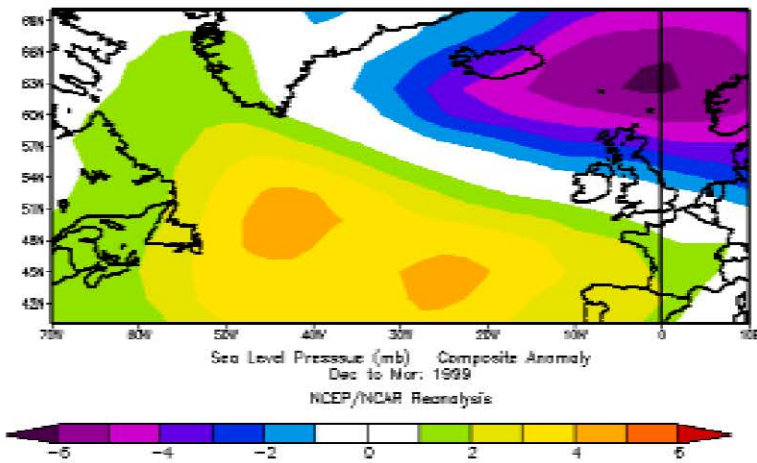 69N
66N
63N
60N
57N
54N
51N
48N
45N
42N
70W 60W 50W 40W 30W 20W 10W 0 10E
Sea Level Pressure (mb) Composite Anomaly
Dec to Mar: 1999
NCEP/NCAR Reanalysis
-6 -4 -2 0 2 4 6